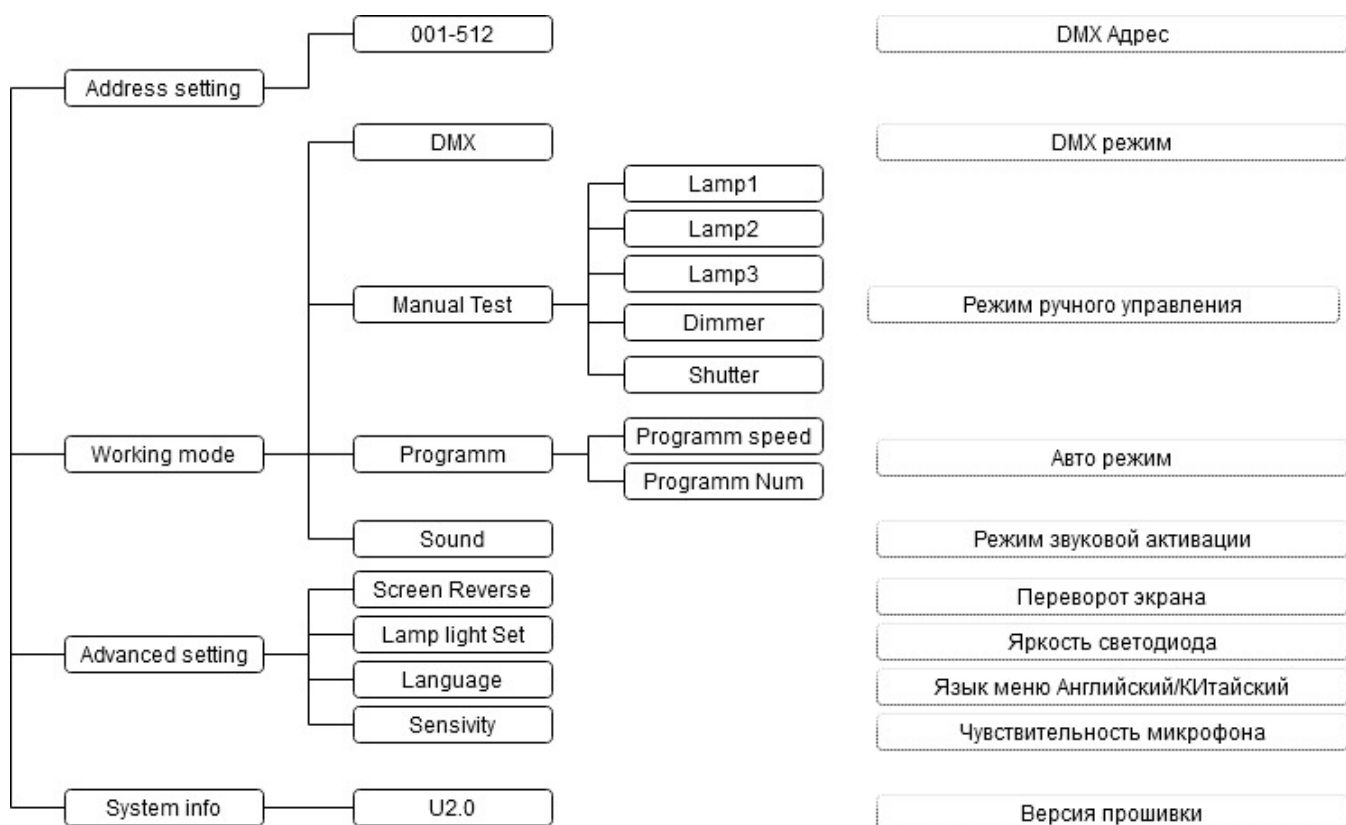 001-512
DMX Адрес
Address setting
DMX
DMX режим
Lamp1
Lamp2
Lamp3
Manual Test
Режим ручного управления
Dimmer
Shutter
Programm speed
Working mode
Programm
Авто режим
Programm Num
Sound
Режим звуковой активации
Screen Reverse
Переворот экрана
Lamp light Set
Яркость светодиода
Advanced setting
Language
Язык меню Английский/КИтайский
Sensivity
Чувствительность микрофона
System info
U2.0
Версия прошивки